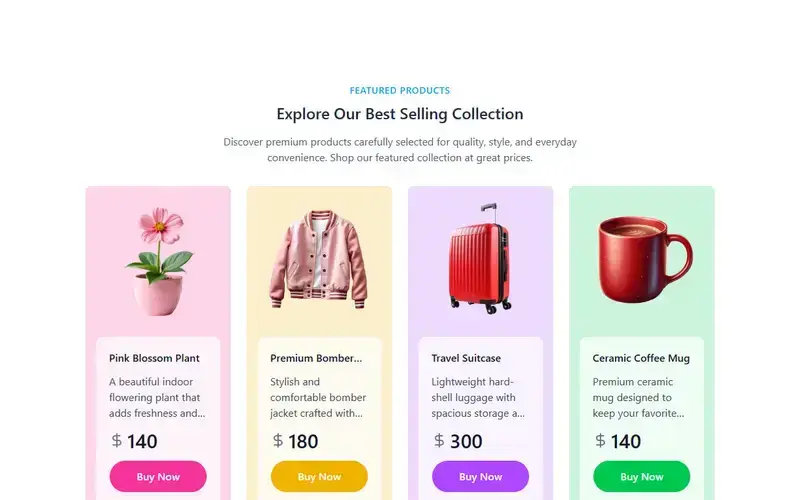 FEATURED PRODUCTS
Explore Our Best Selling Collection
Discover premium products carefully selected for quality, style, and everyday
convenience. Shop our featured collection at great prices.
Pink Blossom Plant
A beautiful indoor
flowering plant that
adds freshness and...
$ 140
Buy Now
Premium Bomber...
Stylish and
comfortable bomber
jacket crafted with...
$ 180
Buy Now
Travel Suitcase
Lightweight hard-
shell luggage with
spacious storage a...
$ 300
Buy Now
Ceramic Coffee Mug
Premium ceramic
mug designed to
keep your favorite...
$ 140
Buy Now